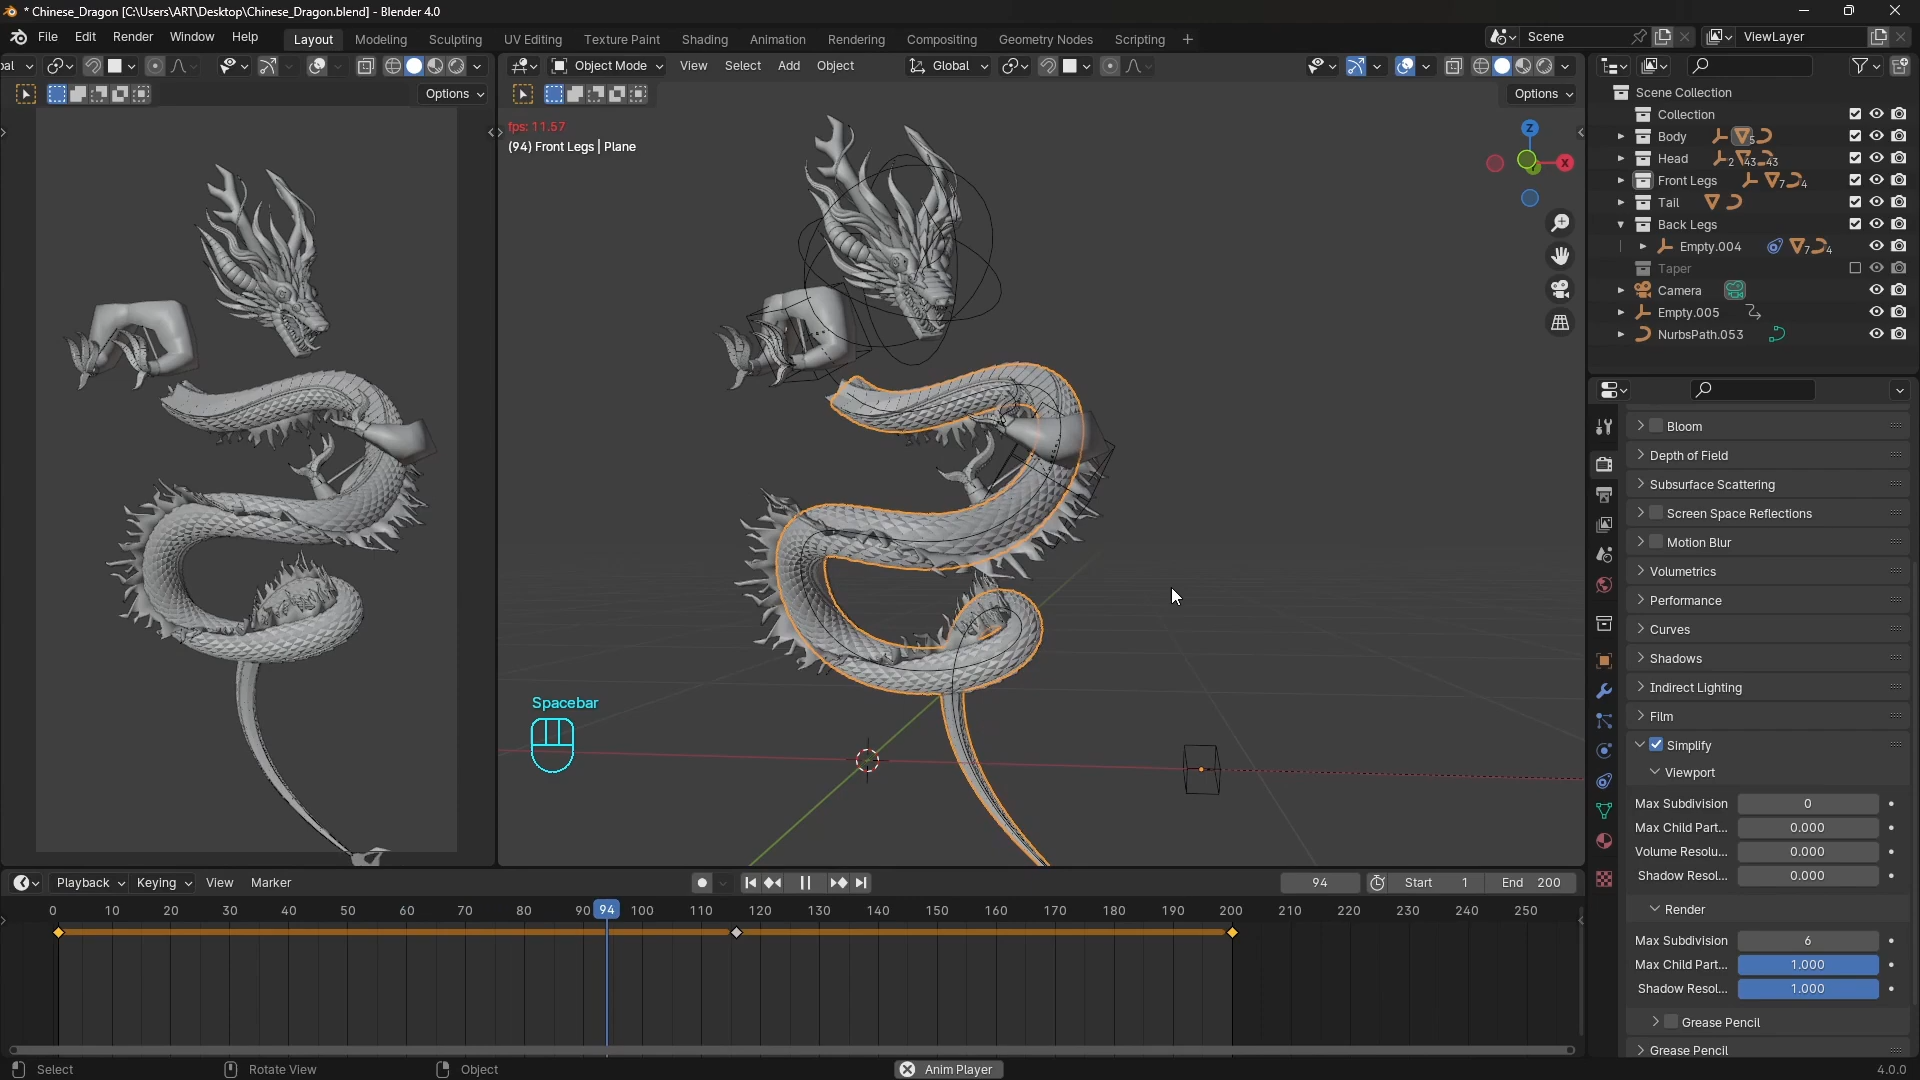 * Chinese_Dragon [C:\Users\ART\Desktop\Chinese_Dragon.blend] - Blender 4.0
File Edit Render Window Help Layout Modeling Sculpting UV Editing Texture Paint Shading Animation Rendering Compositing Geometry Nodes Scripting + Scene ViewLayer
Object Mode View Select Add Object Global
Options
Options
fps: 11.57
(94) Front Legs | Plane
Z
X
Spacebar
Scene Collection
Collection
Body 5
Head 2 43 43
Front Legs 7 4
Tail
Back Legs
Empty.004 7 4
Taper
Camera
Empty.005
NurbsPath.053
Bloom
Depth of Field
Subsurface Scattering
Screen Space Reflections
Motion Blur
Volumetrics
Performance
Curves
Shadows
Indirect Lighting
Film
Simplify
Viewport
Max Subdivision 0
Max Child Part... 0.000
Volume Resolu... 0.000
Shadow Resol... 0.000
Render
Max Subdivision 6
Max Child Part... 1.000
Shadow Resol... 1.000
Grease Pencil
Grease Pencil
Playback Keying View Marker 94 Start 1 End 200
0 10 20 30 40 50 60 70 80 90 94 100 110 120 130 140 150 160 170 180 190 200 210 220 230 240 250
Select Rotate View Object Anim Player 4.0.0